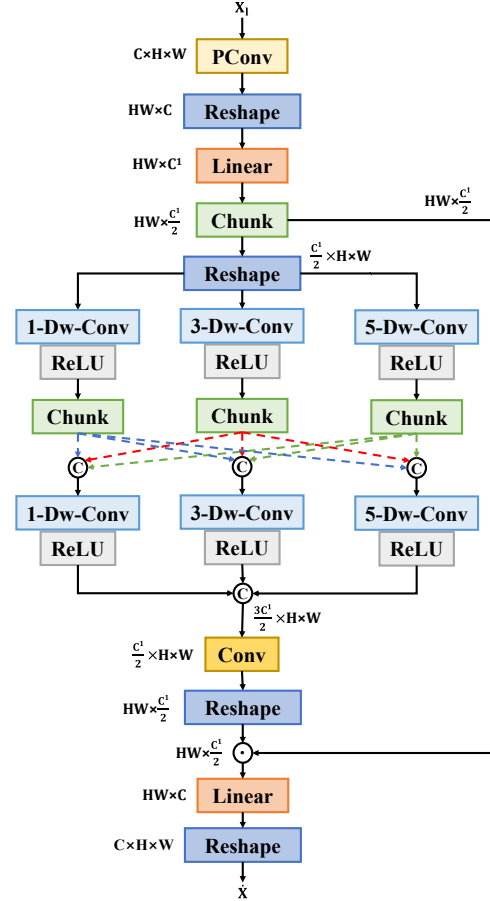 X_l
C×H×W PConv
HW×C Reshape
HW×C¹ Linear
HW×C¹/2 Chunk HW×C¹/2
Reshape C¹/2×H×W
1-Dw-Conv 3-Dw-Conv 5-Dw-Conv
ReLU ReLU ReLU
Chunk Chunk Chunk
C C C
1-Dw-Conv 3-Dw-Conv 5-Dw-Conv
ReLU ReLU ReLU
C
3C¹/2×H×W
C¹/2×H×W Conv
HW×C¹/2 Reshape
HW×C¹/2 ⊙
HW×C Linear
C×H×W Reshape
Ẋ